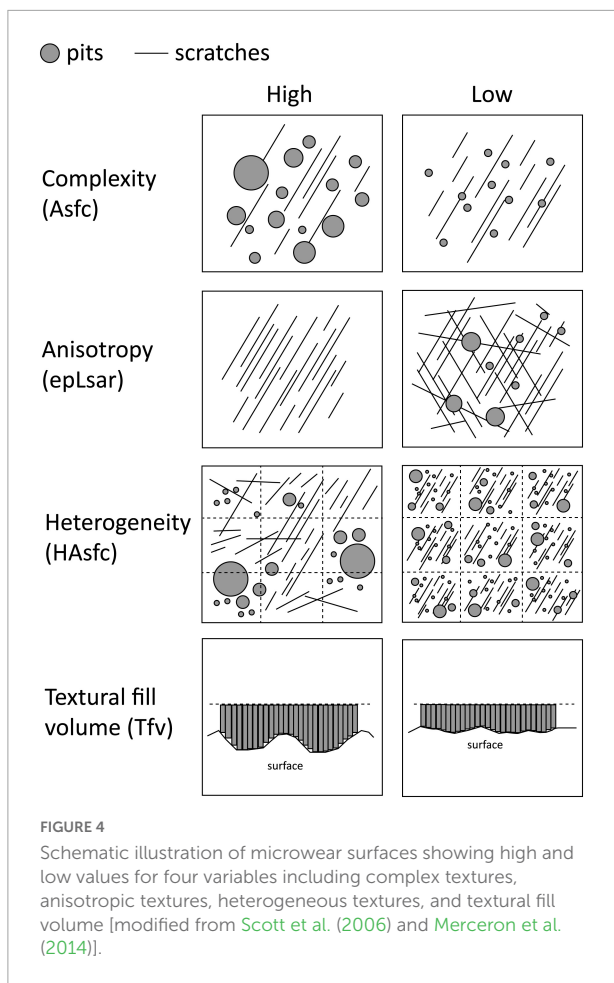 pits scratches
High Low
Complexity
(Asfc)
Anisotropy
(epLsar)
Heterogeneity
(HAsfc)
Textural fill
volume (Tfv)
surface
surface
FIGURE 4
Schematic illustration of microwear surfaces showing high and
low values for four variables including complex textures,
anisotropic textures, heterogeneous textures, and textural fill
volume [modified from Scott et al. (2006) and Merceron et al.
(2014)].